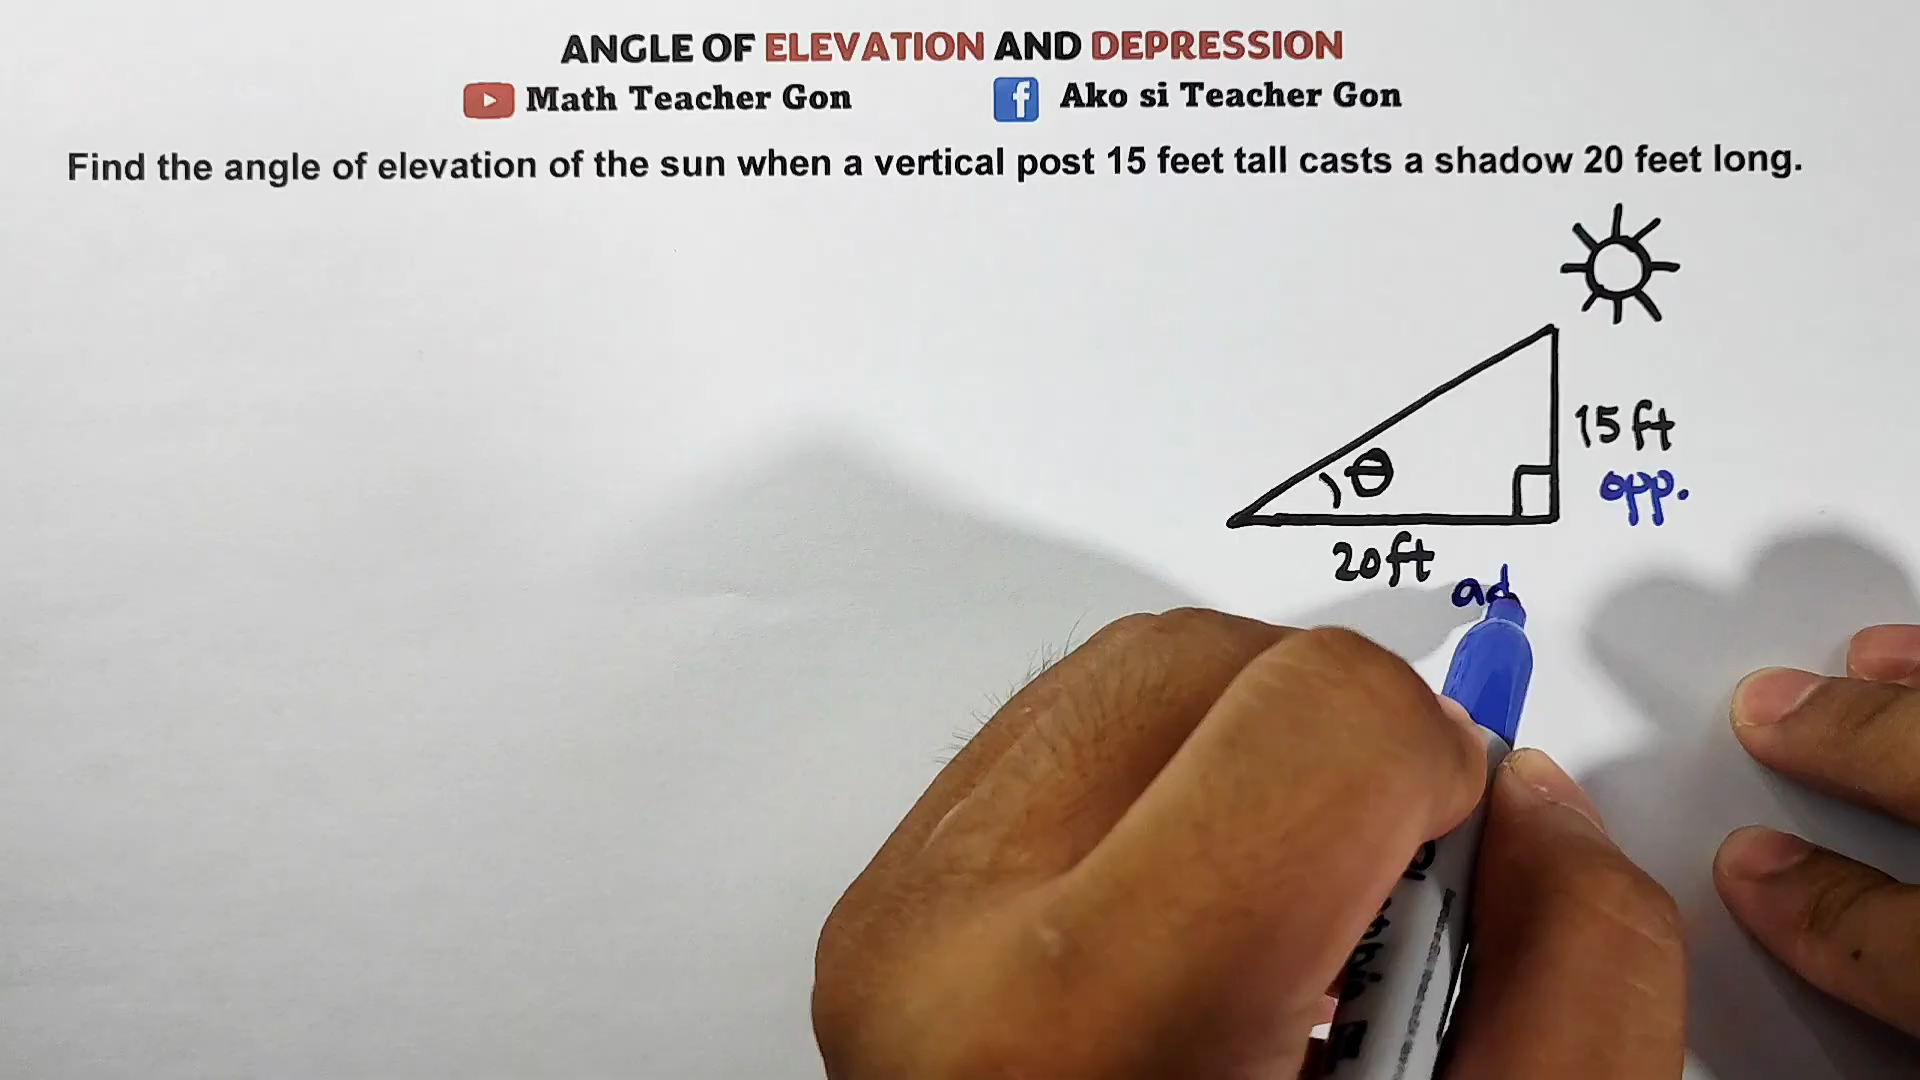 ANGLE OF ELEVATION AND DEPRESSION
Math Teacher Gon
Ako si Teacher Gon
Find the angle of elevation of the sun when a vertical post 15 feet tall casts a shadow 20 feet long.
15 ft
θ
opp.
20 ft
ad